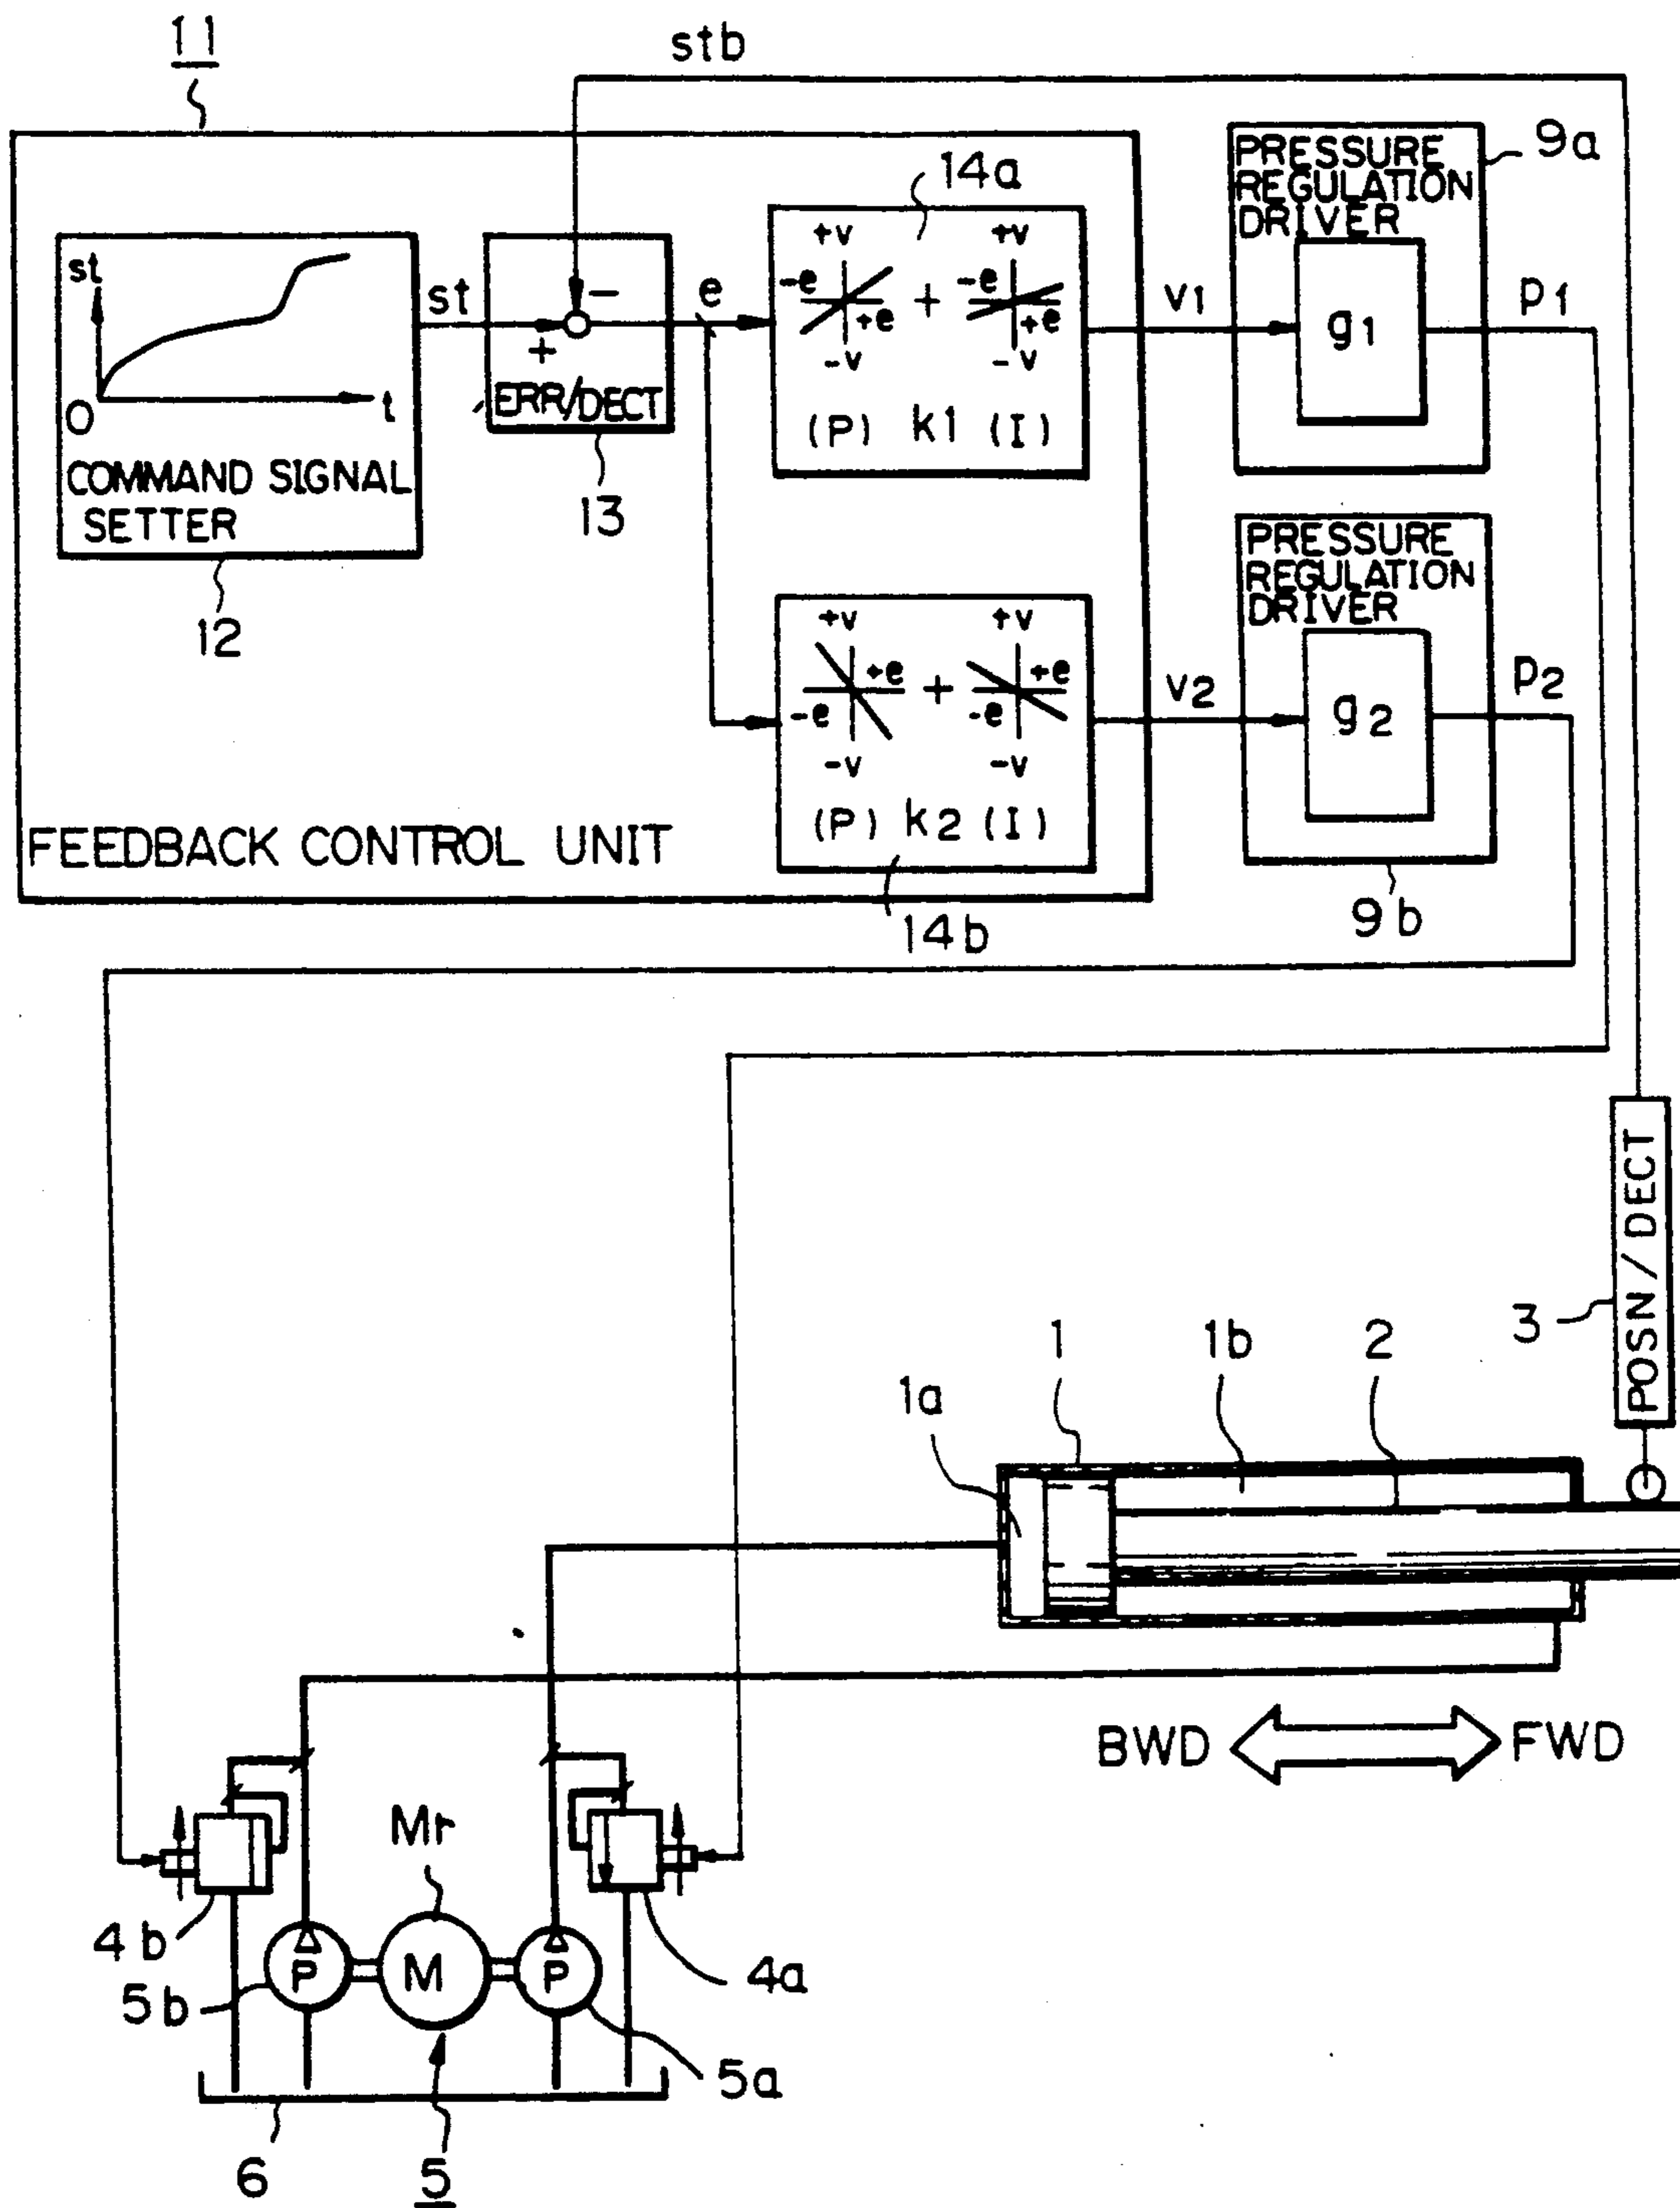 11
stb
PRESSURE
REGULATION
DRIVER
9a
14a
st
st
e
+v
+v
-e
+
-e
+e
+e
-v
-v
v1
g1
p1
-
+
O
t
ERR/DECT
(P) k1 (I)
COMMAND SIGNAL
SETTER
13
12
PRESSURE
REGULATION
DRIVER
+v
+v
+e
+
+e
-e
-e
-v
-v
v2
g2
p2
(P) k2 (I)
FEEDBACK CONTROL UNIT
14b
9b
POSN/DECT
3
1
1b
2
1a
BWD
FWD
Mr
4b
P
M
P
4a
5b
5a
6
5